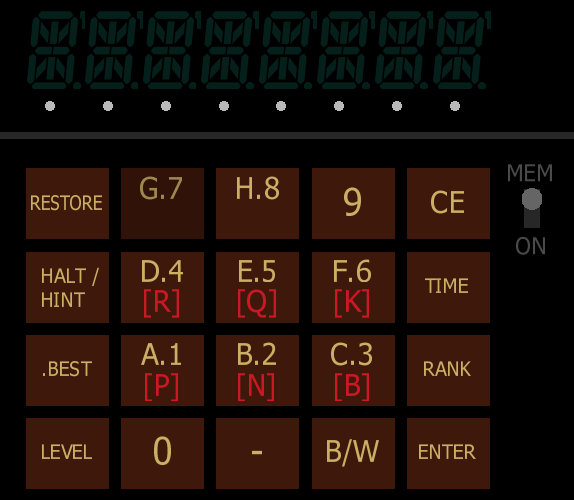 RESTORE G.7 H.8 9 CE
MEM
ON
HALT / HINT D.4 [R] E.5 [Q] F.6 [K] TIME
.BEST A.1 [P] B.2 [N] C.3 [B] RANK
LEVEL 0 - B/W ENTER